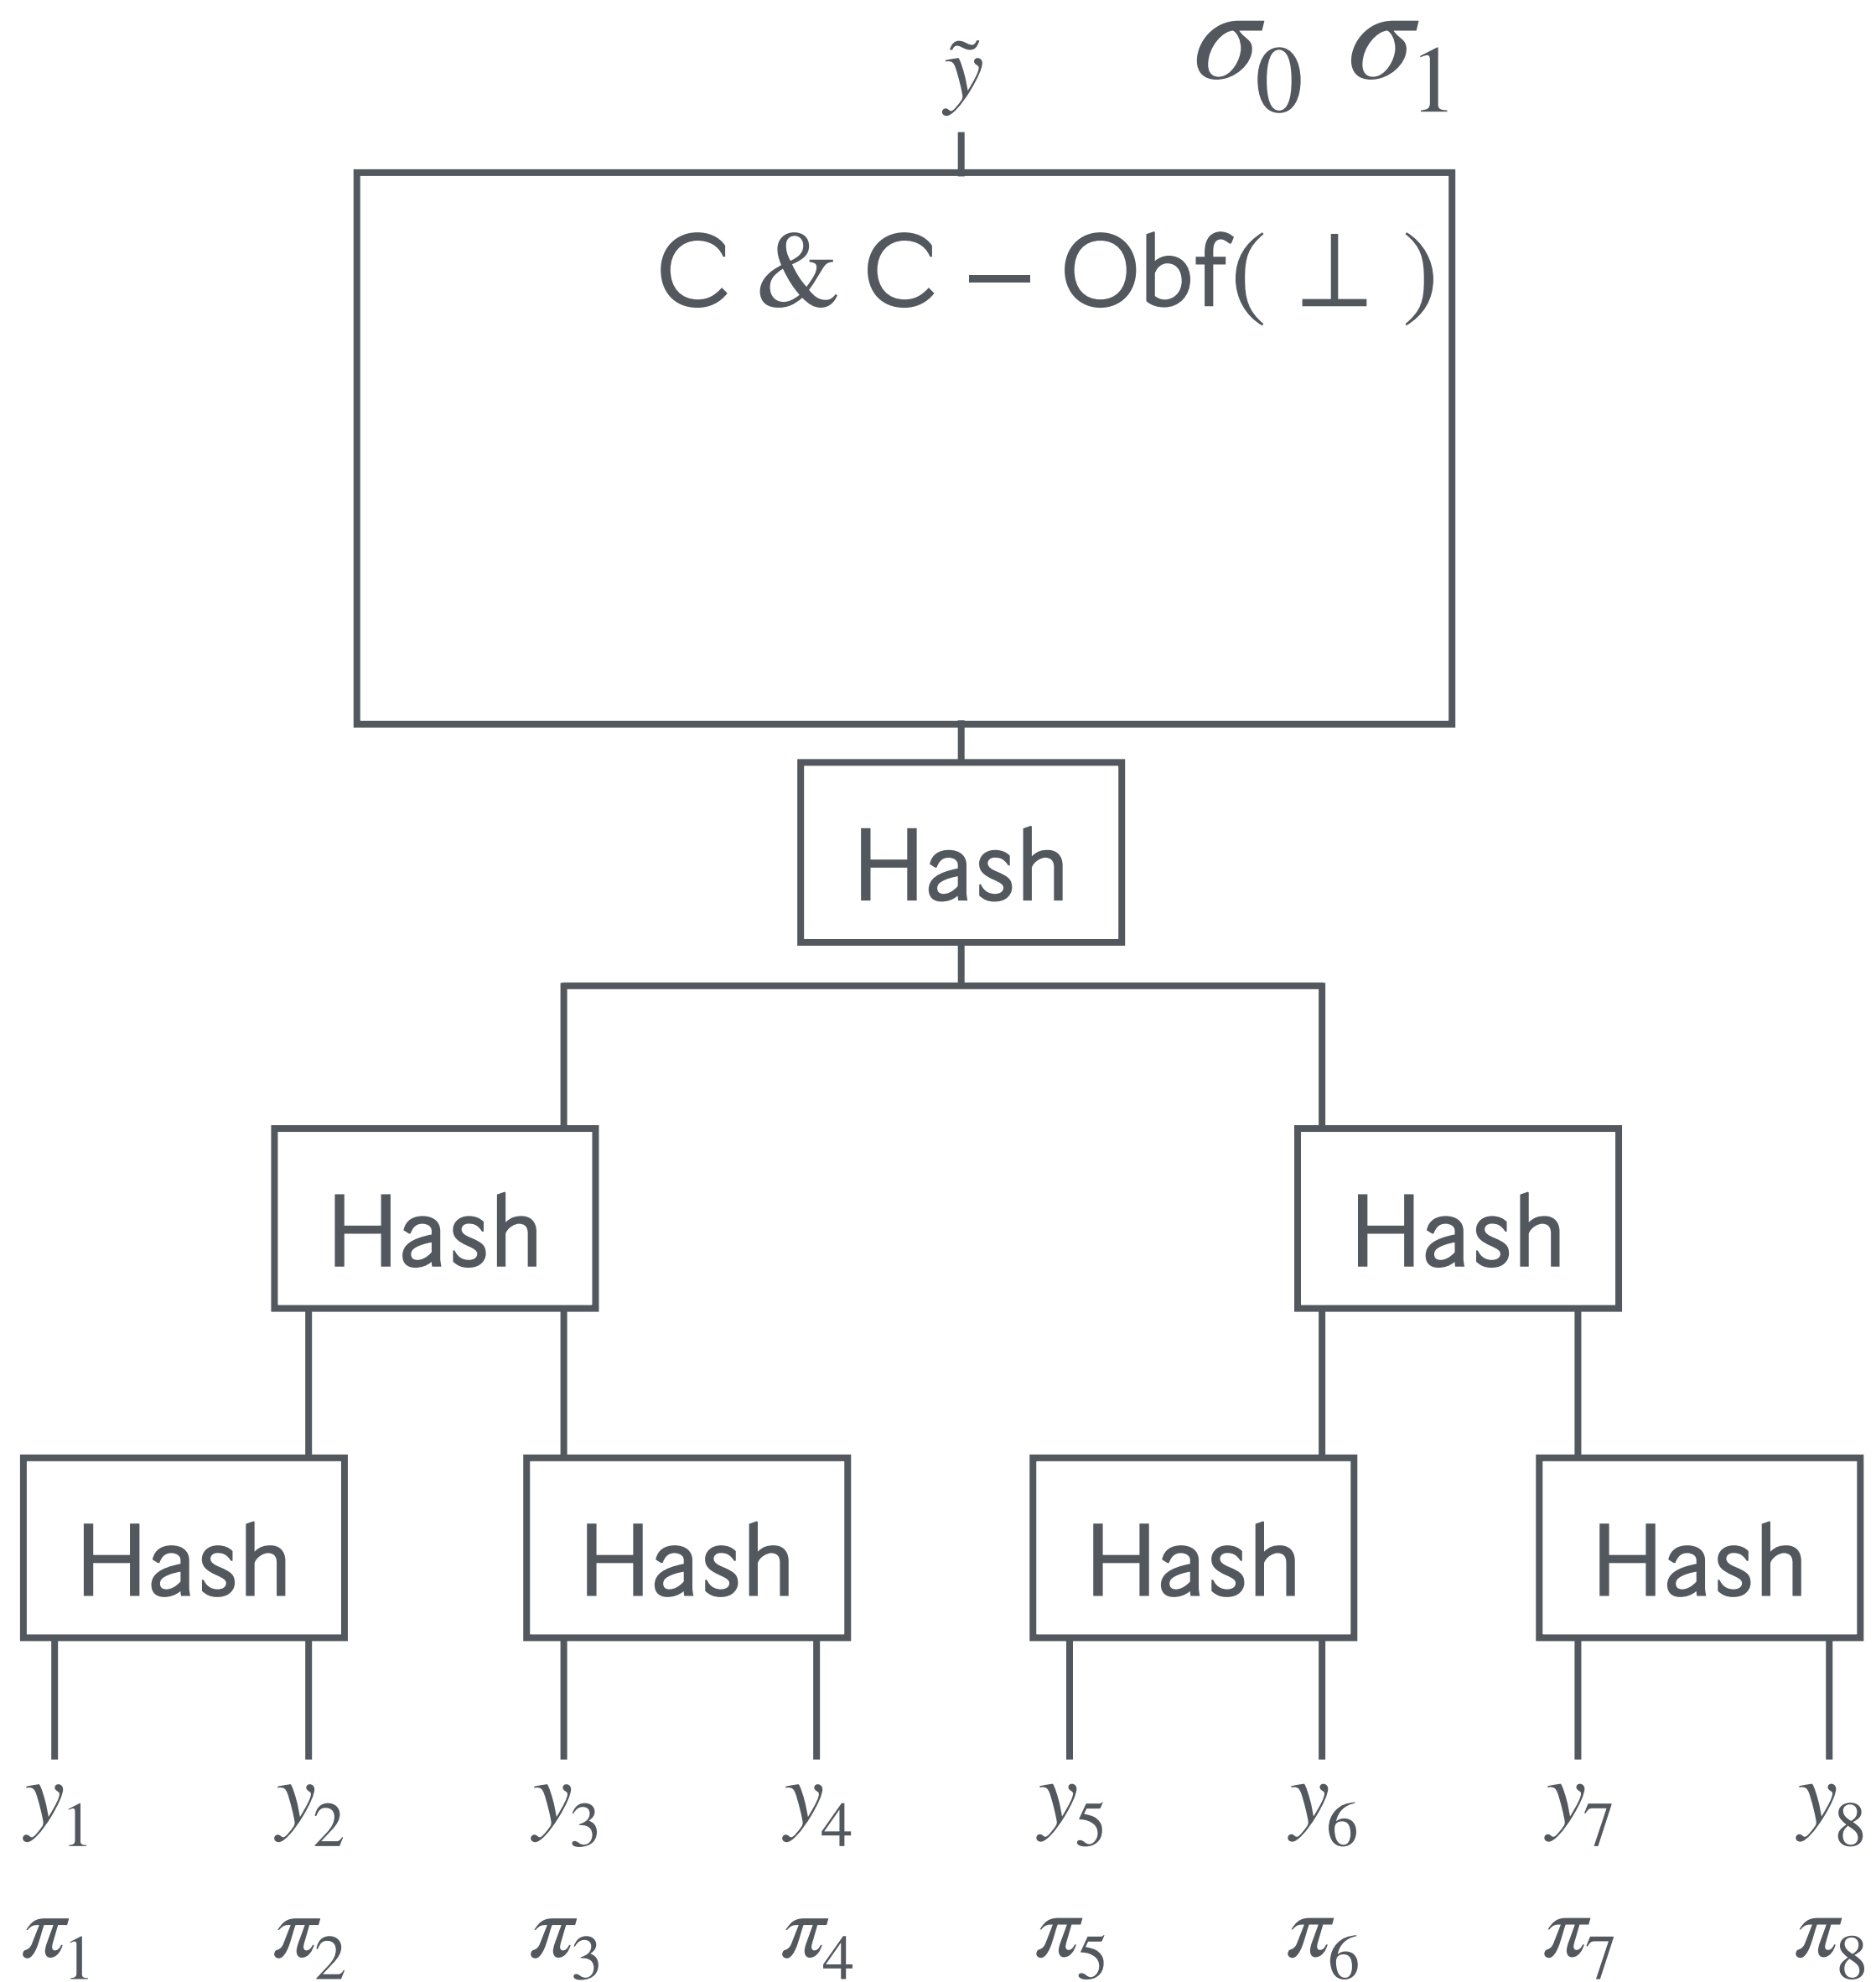 ỹ σ0 σ1
C & C − Obf( ⊥ )
Hash
Hash Hash
Hash Hash Hash Hash
y1 y2 y3 y4 y5 y6 y7 y8
π1 π2 π3 π4 π5 π6 π7 π8